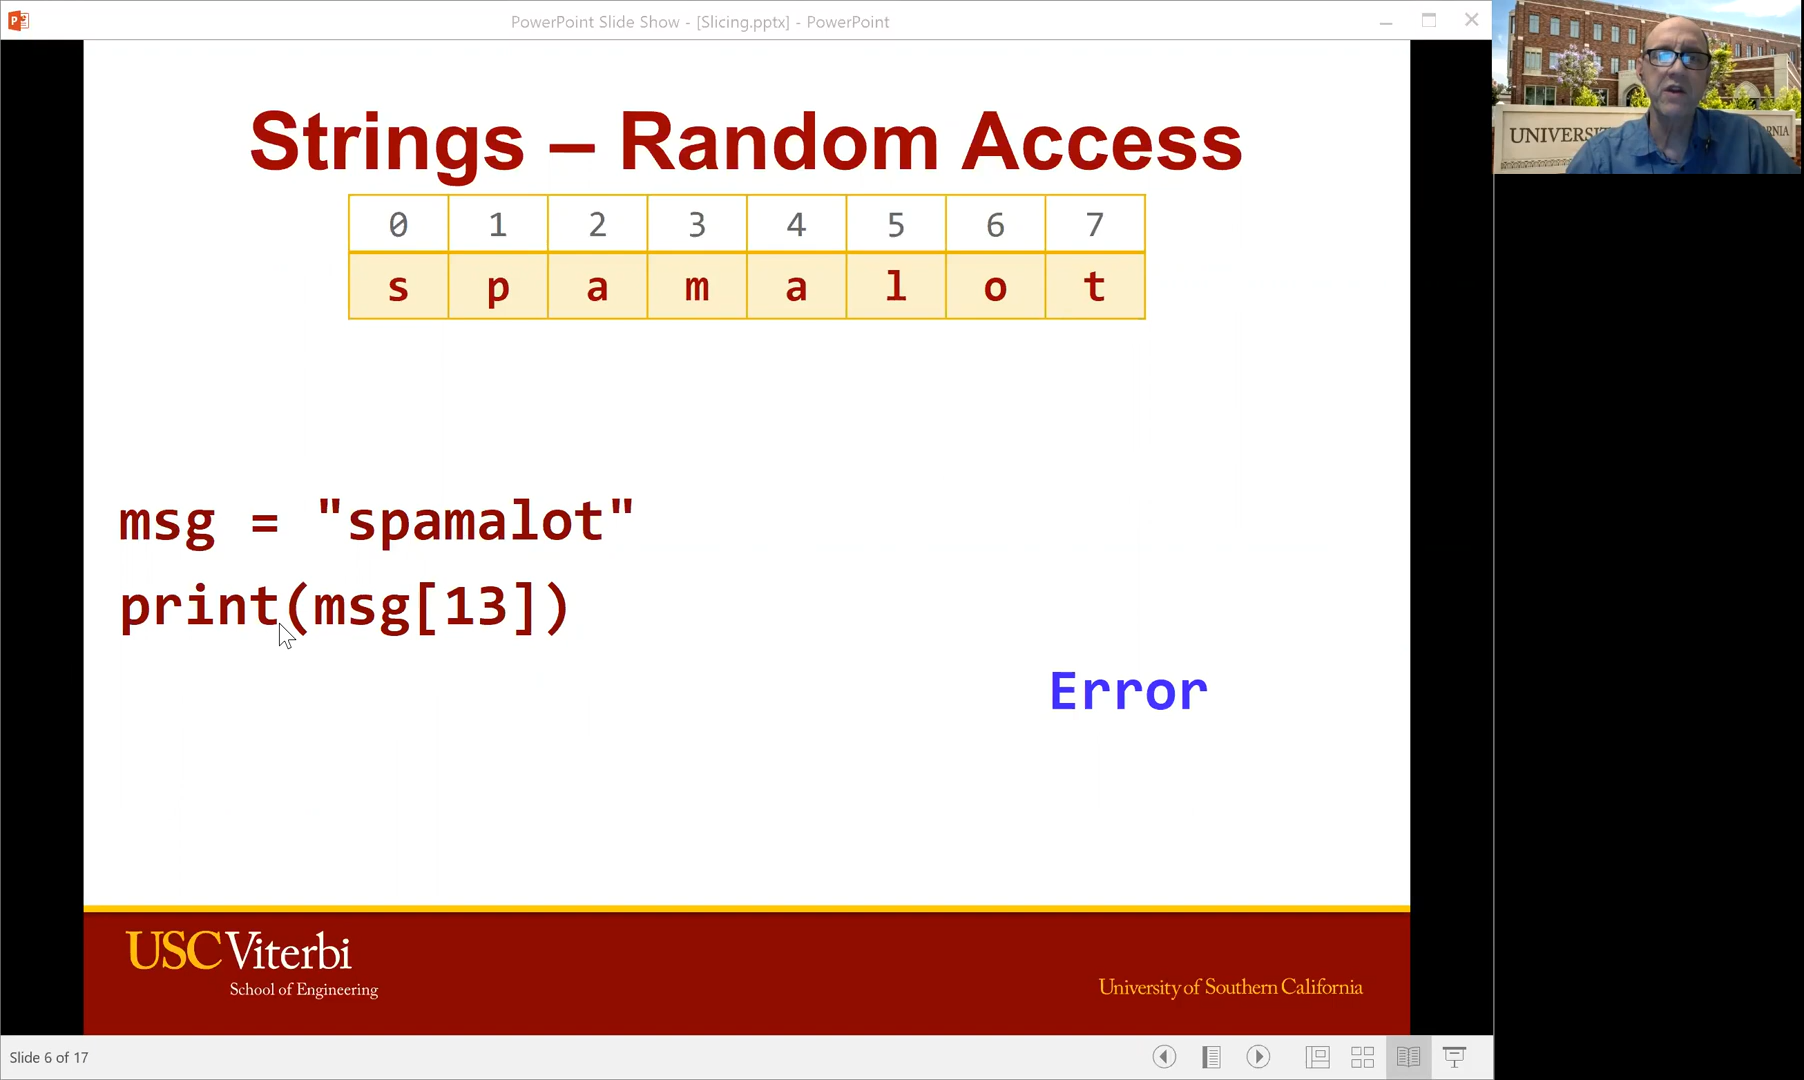 PowerPoint Slide Show - [Slicing.pptx] - PowerPoint
Strings – Random Access
0 1 2 3 4 5 6 7
s p a m a l o t
msg = "spamalot"
print(msg[13])
Error
USC Viterbi
School of Engineering
University of Southern California
Slide 6 of 17